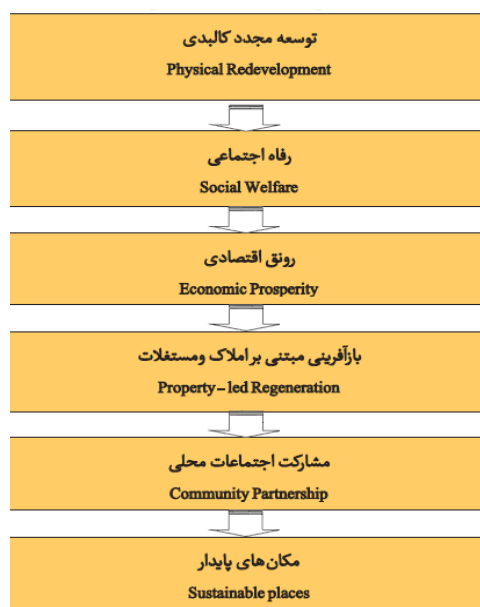 توسعه مجدد کالبدی
Physical Redevelopment
رفاه اجتماعی
Social Welfare
رونق اقتصادی
Economic Prosperity
بازآفرینی مبتنی بر املاک ومستغلات
Property – led Regeneration
مشارکت اجتماعات محلی
Community Partnership
مکان‌های پایدار
Sustainable places